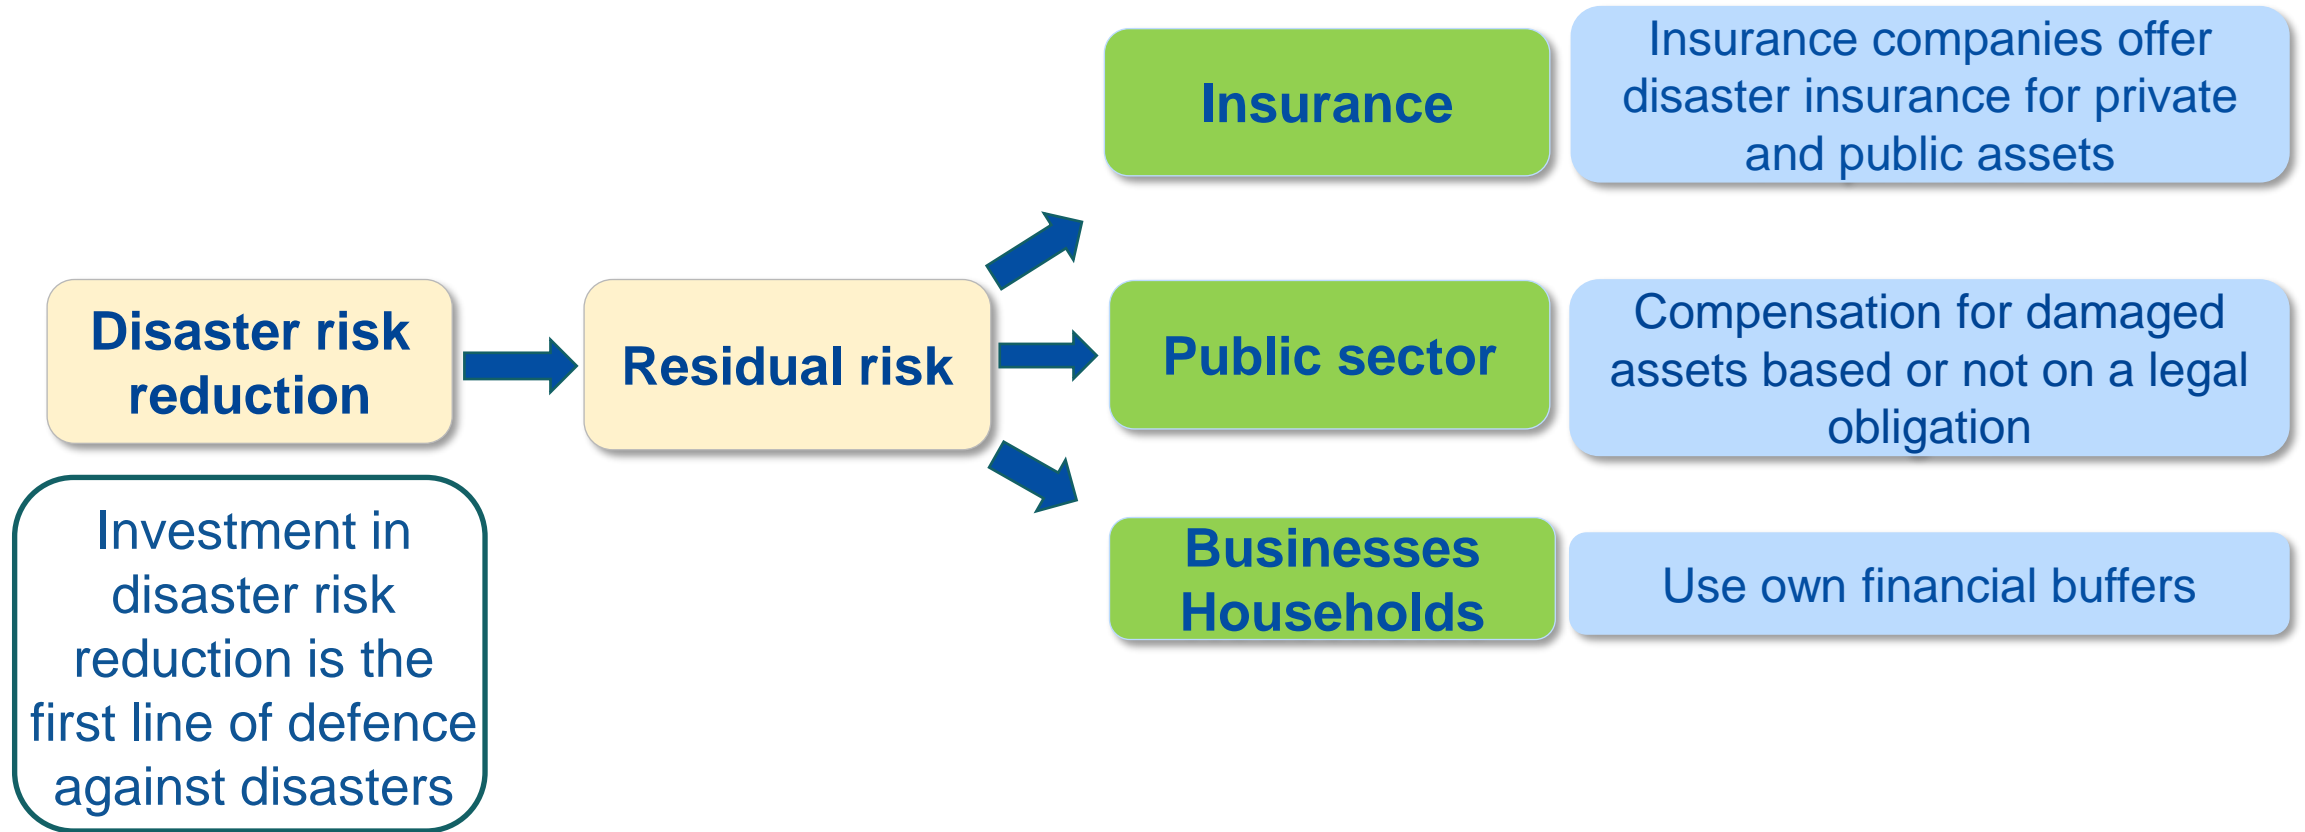 Disaster risk
reduction
Investment in
disaster risk
reduction is the
first line of defence
against disasters
Residual risk
Insurance
Insurance companies offer
disaster insurance for private
and public assets
Public sector
Compensation for damaged
assets based or not on a legal
obligation
Businesses
Households
Use own financial buffers